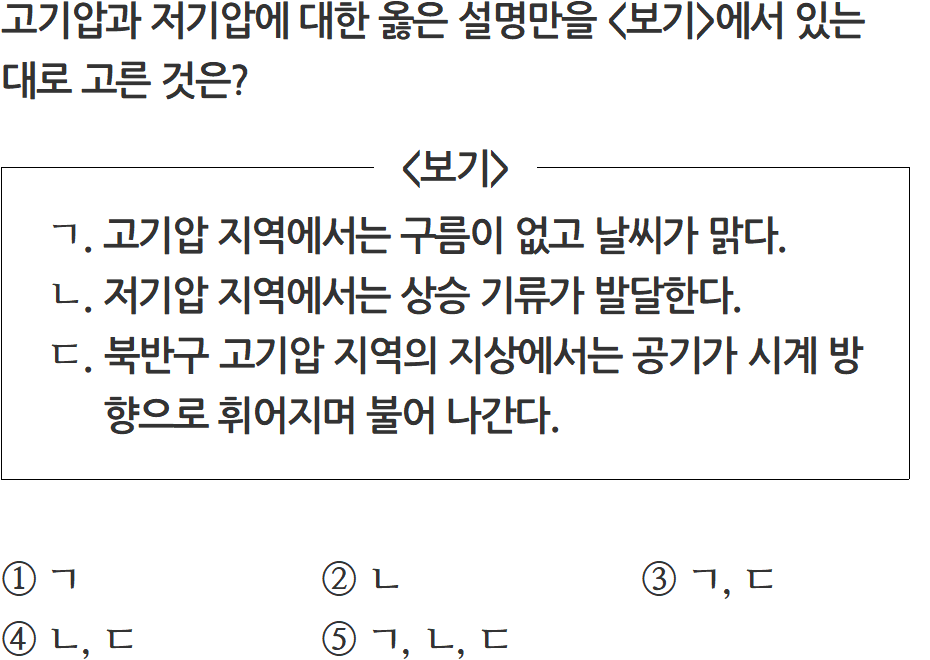 고기압과 저기압에 대한 옳은 설명만을 <보기>에서 있는
대로 고른 것은?
<보기>
ㄱ. 고기압 지역에서는 구름이 없고 날씨가 맑다.
ㄴ. 저기압 지역에서는 상승 기류가 발달한다.
ㄷ. 북반구 고기압 지역의 지상에서는 공기가 시계 방
향으로 휘어지며 불어 나간다.
① ㄱ ② ㄴ ③ ㄱ, ㄷ
④ ㄴ, ㄷ ⑤ ㄱ, ㄴ, ㄷ